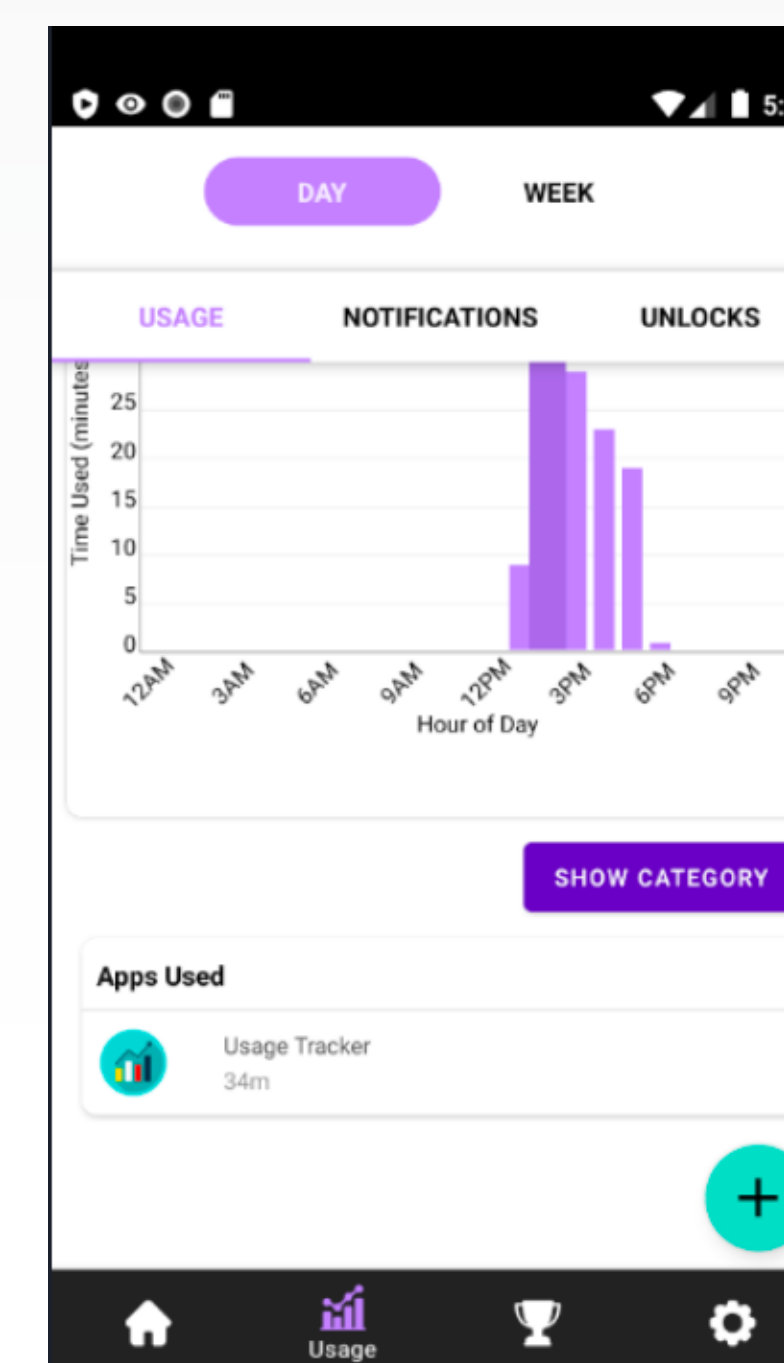 5:
DAY WEEK
USAGE NOTIFICATIONS UNLOCKS
Time Used (minutes
25
20
15
10
5
0
12AM 3AM 6AM 9AM 12PM 3PM 6PM 9PM
Hour of Day
SHOW CATEGORY
Apps Used
Usage Tracker
34m
Usage